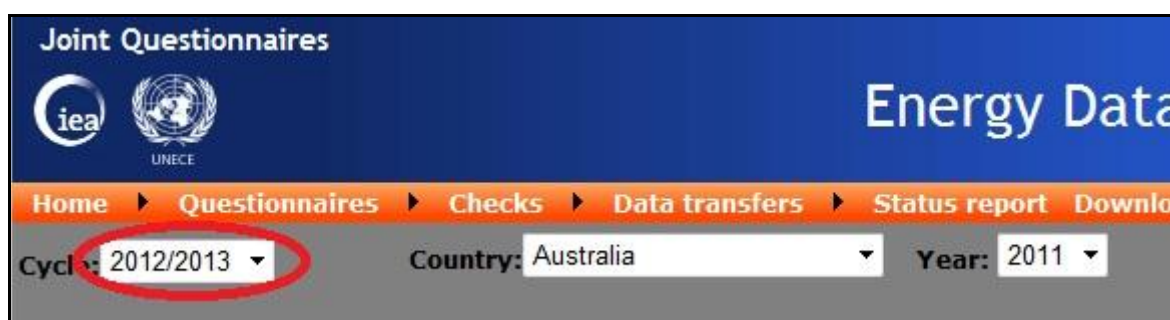 Joint Questionnaires
iea
UNECE
Energy Data
Home Questionnaires Checks Data transfers Status report Downlo
Cycle: 2012/2013 Country: Australia Year: 2011